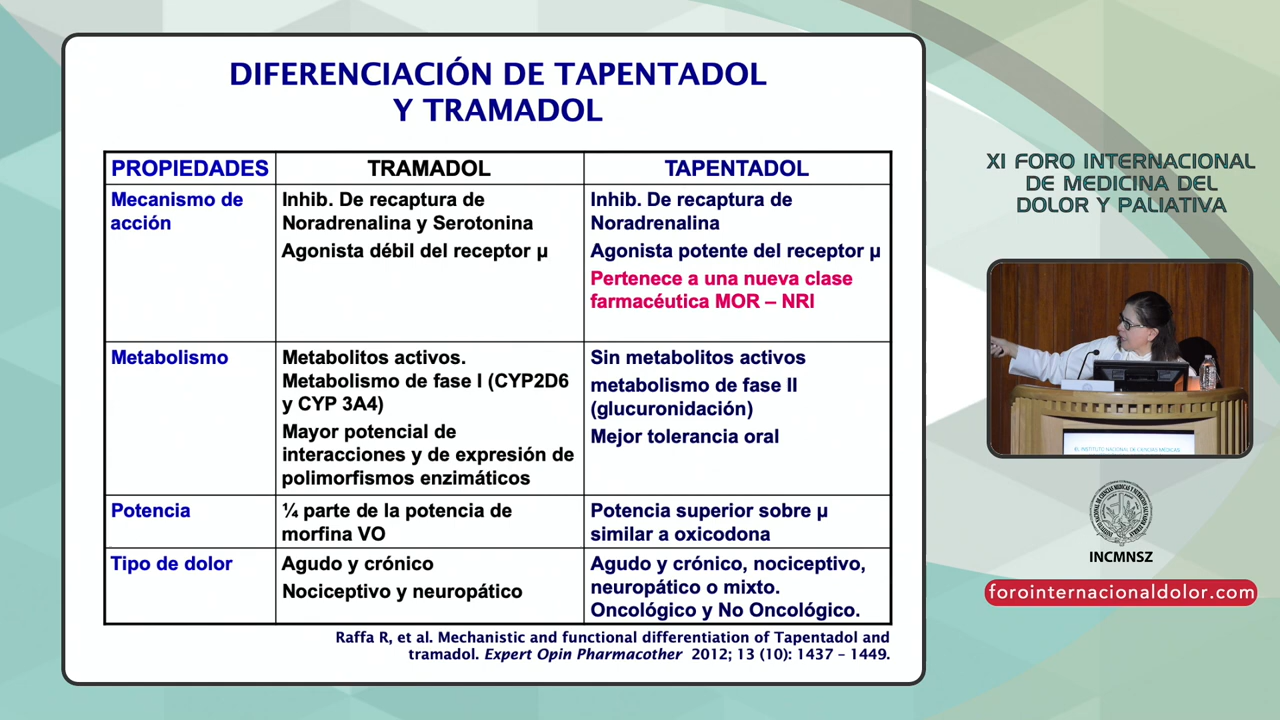 DIFERENCIACIÓN DE TAPENTADOL
Y TRAMADOL
PROPIEDADES
TRAMADOL
TAPENTADOL
Mecanismo de
acción
Inhib. De recaptura de
Noradrenalina y Serotonina
Agonista débil del receptor µ
Inhib. De recaptura de
Noradrenalina
Agonista potente del receptor µ
Pertenece a una nueva clase
farmacéutica MOR – NRI
Metabolismo
Metabolitos activos.
Metabolismo de fase I (CYP2D6
y CYP 3A4)
Mayor potencial de
interacciones y de expresión de
polimorfismos enzimáticos
Sin metabolitos activos
metabolismo de fase II
(glucuronidación)
Mejor tolerancia oral
Potencia
¼ parte de la potencia de
morfina VO
Potencia superior sobre µ
similar a oxicodona
Tipo de dolor
Agudo y crónico
Nociceptivo y neuropático
Agudo y crónico, nociceptivo,
neuropático o mixto.
Oncológico y No Oncológico.
Raffa R, et al. Mechanistic and functional differentiation of Tapentadol and
tramadol. Expert Opin Pharmacother 2012; 13 (10): 1437 – 1449.
XI FORO INTERNACIONAL
DE MEDICINA DEL
DOLOR Y PALIATIVA
INCMNSZ
forointernacionaldolor.com